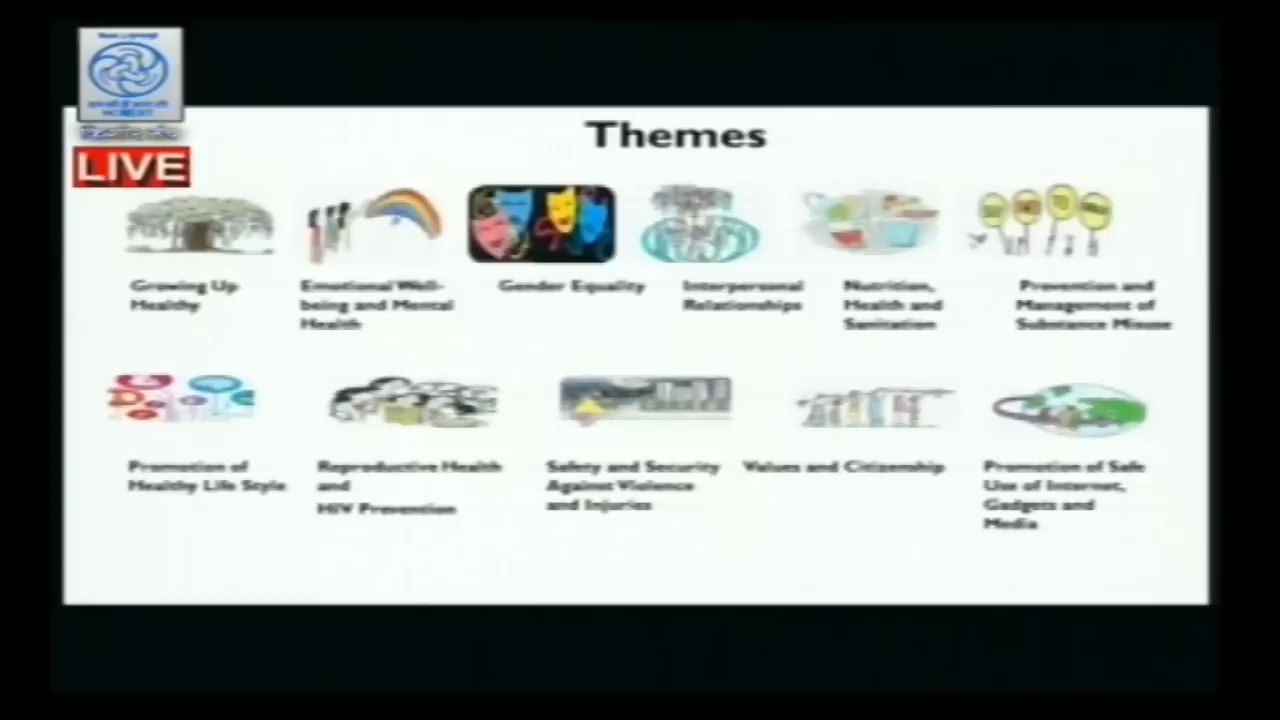 NCERT
LIVE
Themes
Growing Up
Healthy
Emotional Well-
being and Mental
Health
Gender Equality
Interpersonal
Relationships
Nutrition,
Health and
Sanitation
Prevention and
Management of
Substance Misuse
Promotion of
Healthy Life Style
Reproductive Health
and
HIV Prevention
Safety and Security
Against Violence
and Injuries
Values and Citizenship
Promotion of Safe
Use of Internet,
Gadgets and
Media